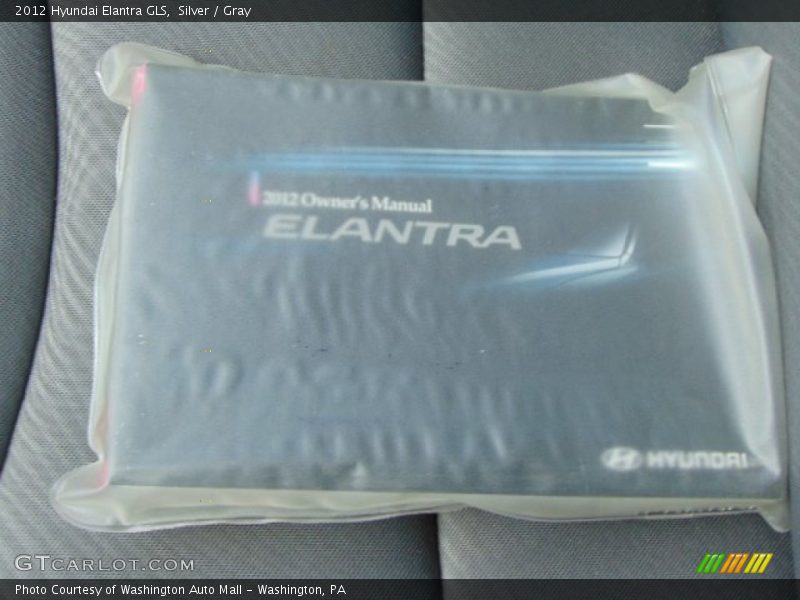 2012 Hyundai Elantra GLS, Silver / Gray
2012 Owner's Manual
ELANTRA
HYUNDAI
GTCARLOT.COM
Photo Courtesy of Washington Auto Mall - Washington, PA